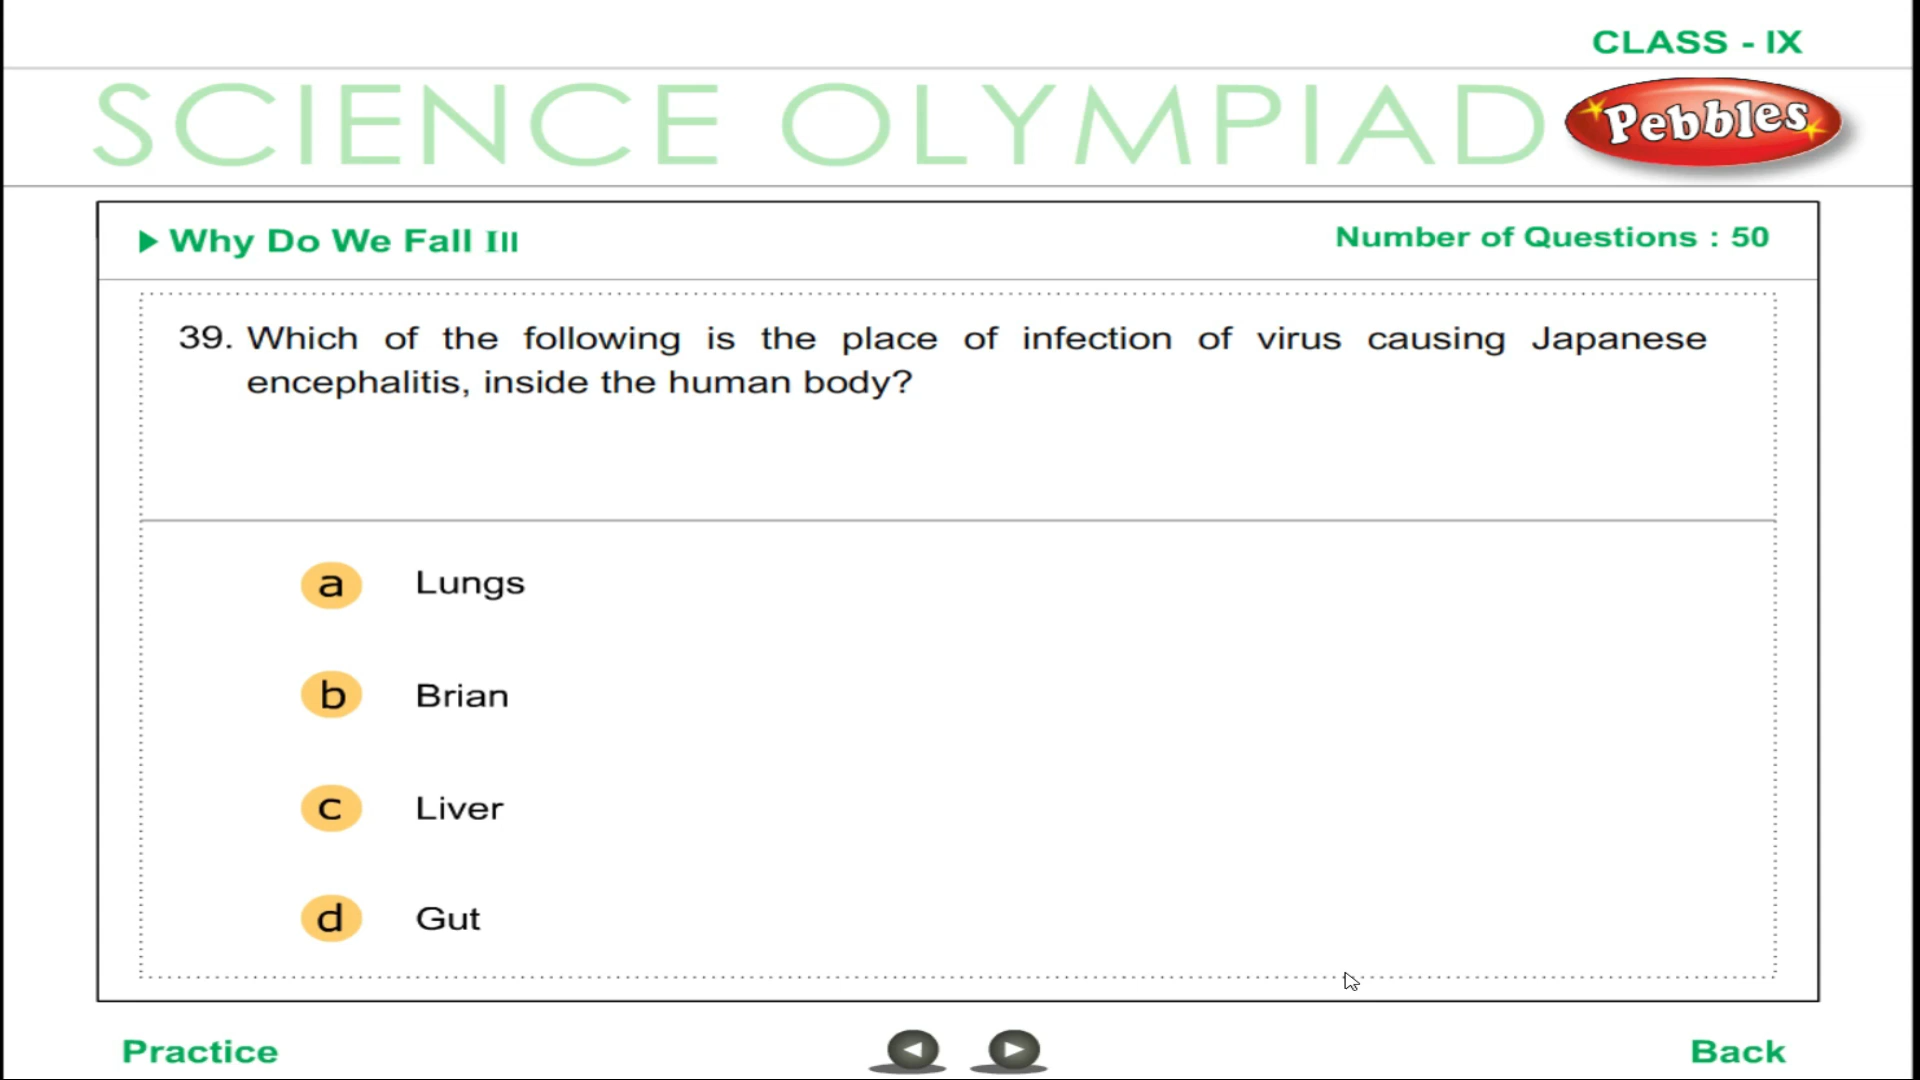 CLASS - IX
SCIENCE OLYMPIAD
Pebbles
Why Do We Fall Ill
Number of Questions : 50
39. Which of the following is the place of infection of virus causing Japanese
encephalitis, inside the human body?
a Lungs
b Brian
c Liver
d Gut
Practice
Back